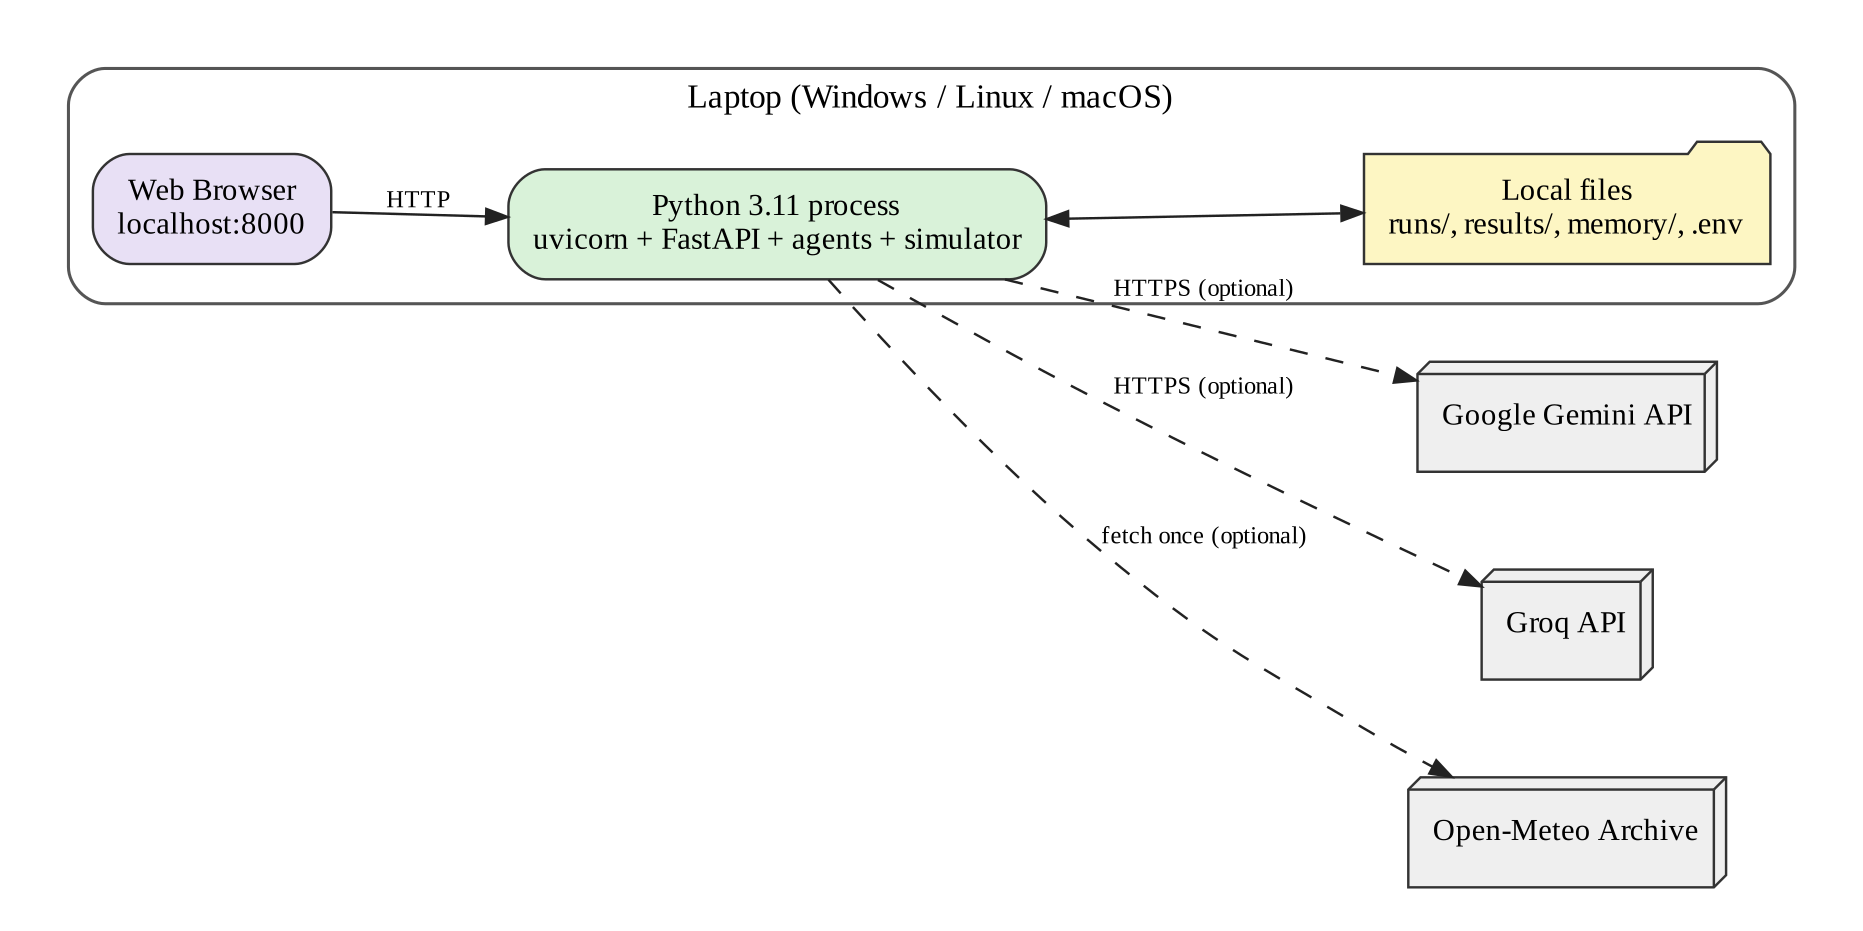 Laptop (Windows / Linux / macOS)
Web Browser
localhost:8000
HTTP
Python 3.11 process
uvicorn + FastAPI + agents + simulator
Local files
runs/, results/, memory/, .env
HTTPS (optional)
HTTPS (optional)
Google Gemini API
fetch once (optional)
Groq API
Open-Meteo Archive